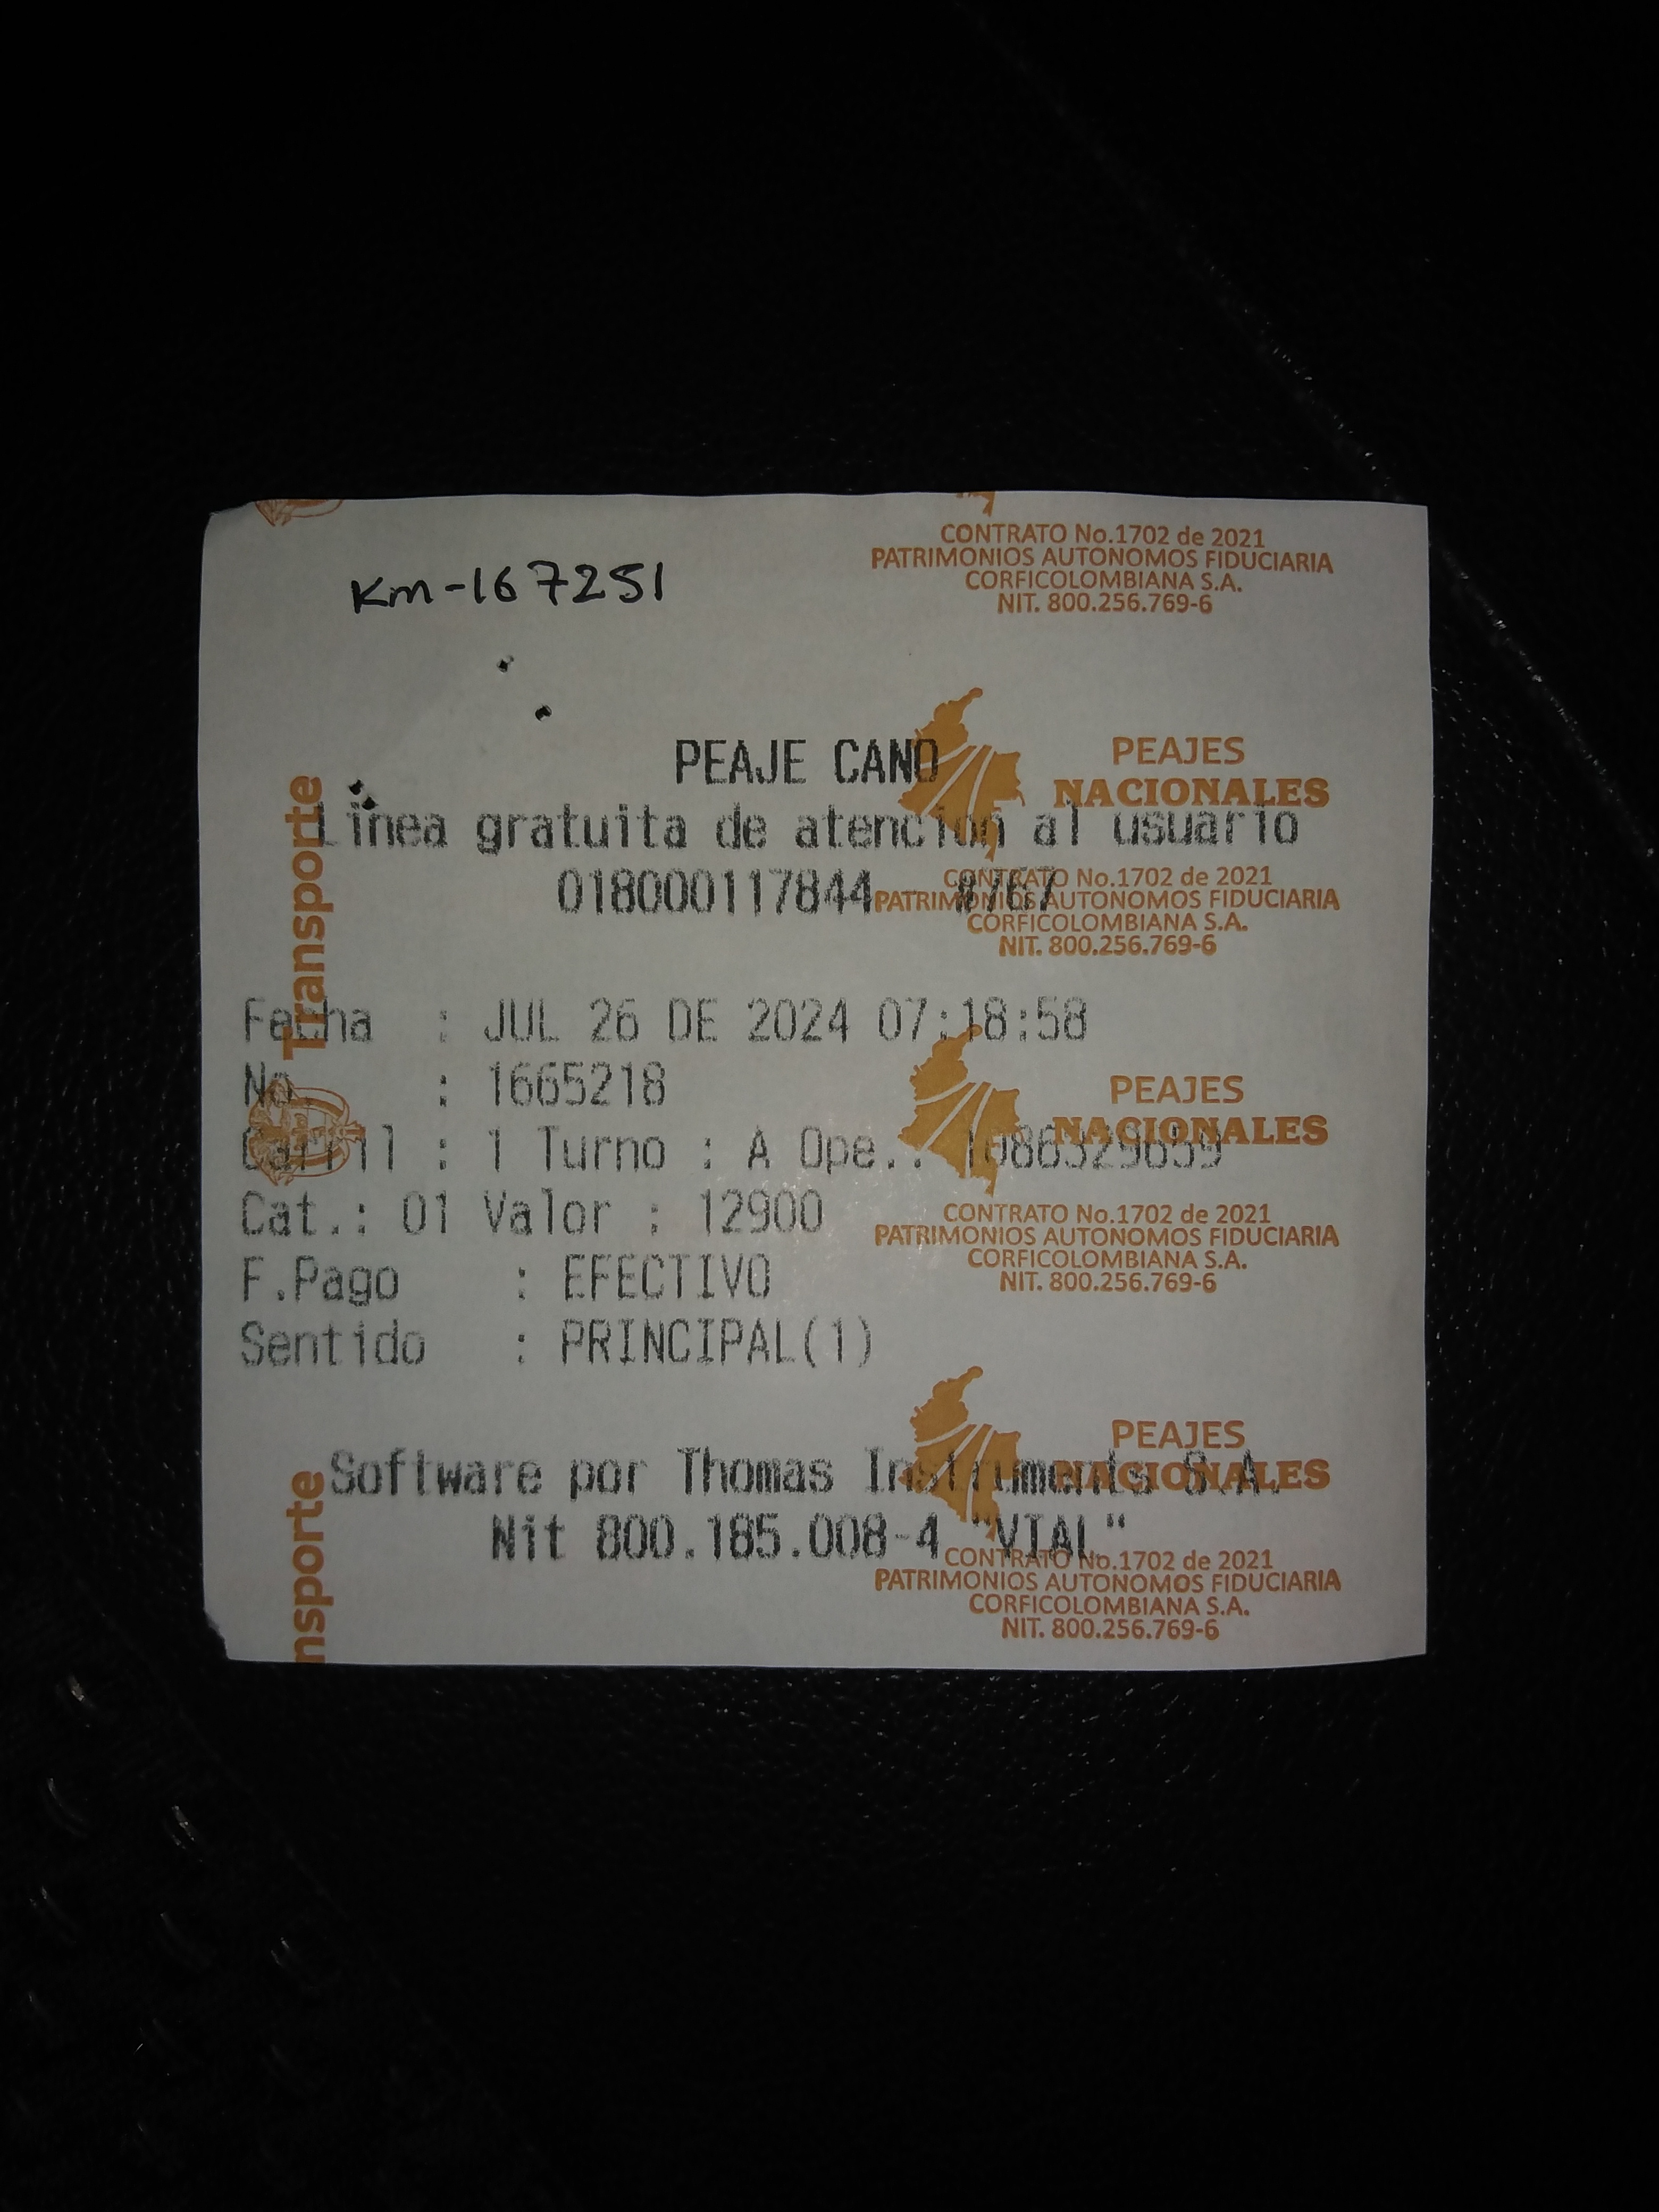 CONTRATO No.1702 de 2021
PATRIMONIOS AUTONOMOS FIDUCIARIA
CORFICOLOMBIANA S.A.
NIT. 800.256.769-6
Km-167251
PEAJE CANO
PEAJES
NACIONALES
Linea gratuita de atencion al usuario
018000117844 #767
CONTRATO No.1702 de 2021
PATRIMONIOS AUTONOMOS FIDUCIARIA
CORFICOLOMBIANA S.A.
NIT. 800.256.769-6
Transporte
Fecha : JUL 26 DE 2024 07:18:58
No. : 1665218
PEAJES
NACIONALES
Carril : 1 Turno : A Ope.:
Cat.: 01 Valor : 12900
CONTRATO No.1702 de 2021
PATRIMONIOS AUTONOMOS FIDUCIARIA
CORFICOLOMBIANA S.A.
NIT. 800.256.769-6
F.Pago : EFECTIVO
Sentido : PRINCIPAL(1)
PEAJES
NACIONALES
Software por Thomas Instruments S.A.
Nit 800.185.008-4 "VIAL"
CONTRATO No.1702 de 2021
PATRIMONIOS AUTONOMOS FIDUCIARIA
CORFICOLOMBIANA S.A.
NIT. 800.256.769-6
nsporte